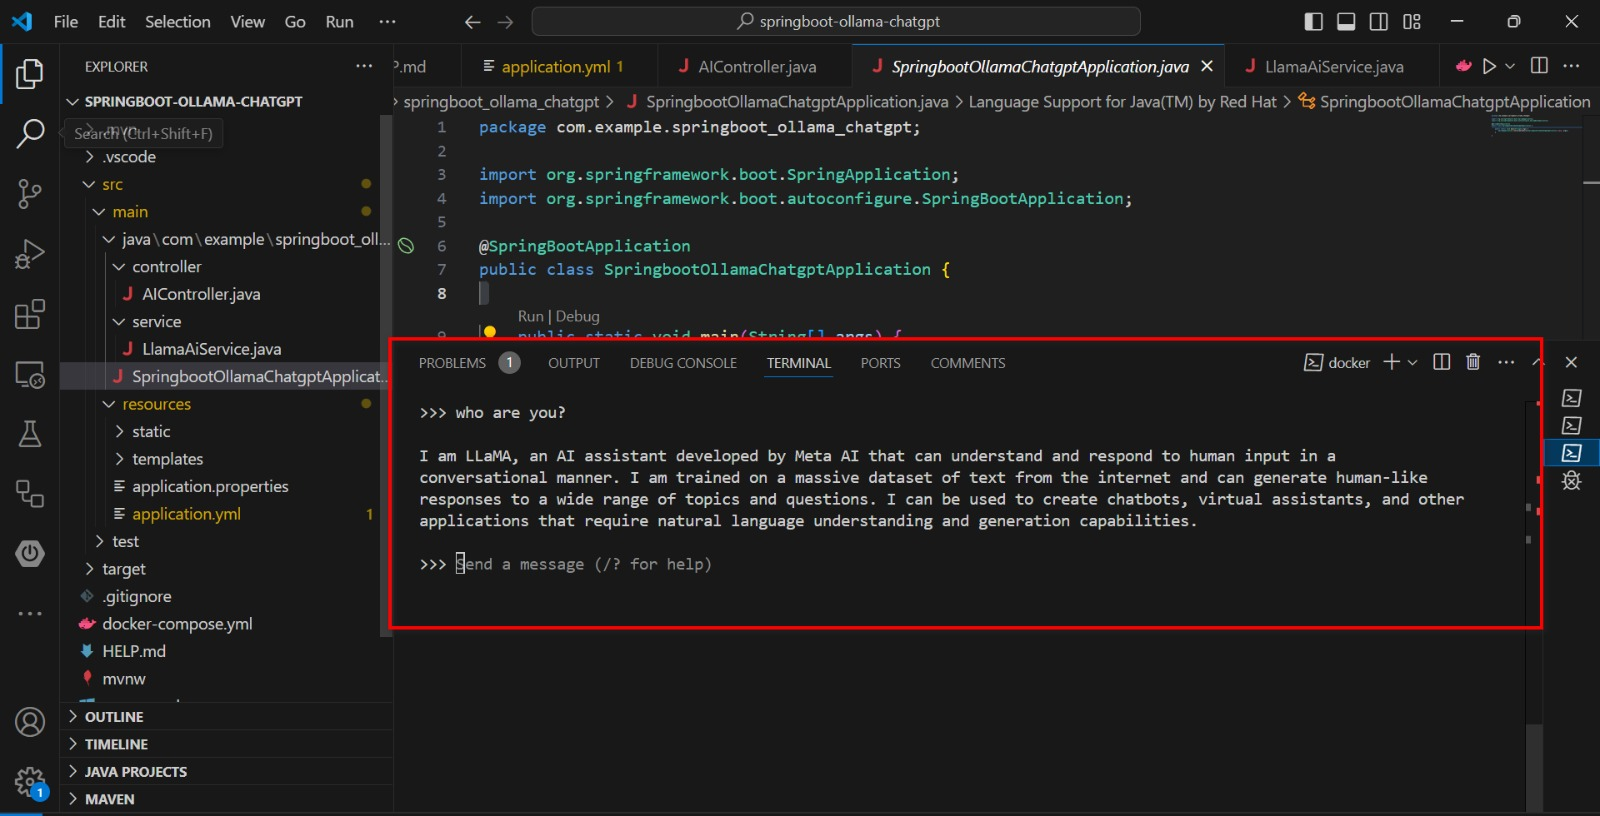 File Edit Selection View Go Run ···
springboot-ollama-chatgpt
EXPLORER
SPRINGBOOT-OLLAMA-CHATGPT
Search (Ctrl+Shift+F)
.vscode
src
main
java\com\example\springboot_oll...
controller
AIController.java
service
LlamaAiService.java
SpringbootOllamaChatgptApplicat...
resources
static
templates
application.properties
application.yml 1
test
target
.gitignore
docker-compose.yml
HELP.md
mvnw
OUTLINE
TIMELINE
JAVA PROJECTS
MAVEN
1
P.md application.yml 1 AIController.java SpringbootOllamaChatgptApplication.java LlamaAiService.java
springboot_ollama_chatgpt > SpringbootOllamaChatgptApplication.java > Language Support for Java(TM) by Red Hat > SpringbootOllamaChatgptApplication
1 package com.example.springboot_ollama_chatgpt;
2
3 import org.springframework.boot.SpringApplication;
4 import org.springframework.boot.autoconfigure.SpringBootApplication;
5
6 @SpringBootApplication
7 public class SpringbootOllamaChatgptApplication {
8
Run | Debug
9 public static void main(String[] args) {
PROBLEMS 1 OUTPUT DEBUG CONSOLE TERMINAL PORTS COMMENTS docker
>>> who are you?
I am LLaMA, an AI assistant developed by Meta AI that can understand and respond to human input in a
conversational manner. I am trained on a massive dataset of text from the internet and can generate human-like
responses to a wide range of topics and questions. I can be used to create chatbots, virtual assistants, and other
applications that require natural language understanding and generation capabilities.
>>> Send a message (/? for help)